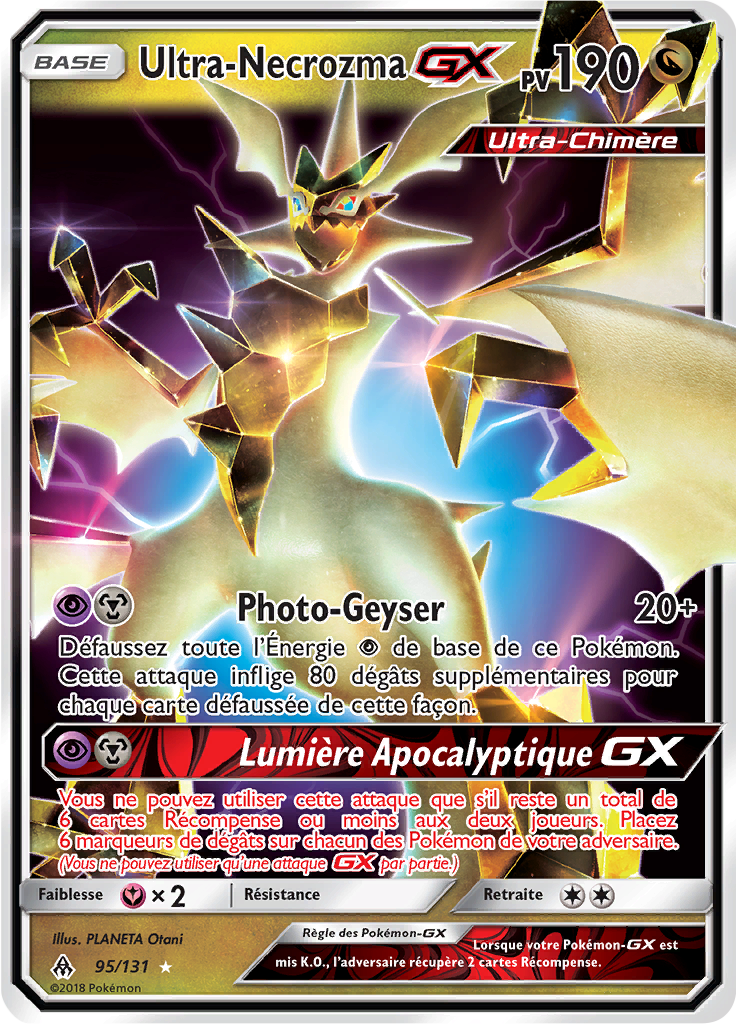 BASE Ultra-Necrozma GX PV190
Ultra-Chimère
Photo-Geyser 20+
Défaussez toute l'Énergie de base de ce Pokémon.
Cette attaque inflige 80 dégâts supplémentaires pour
chaque carte défaussée de cette façon.
Lumière Apocalyptique GX
Vous ne pouvez utiliser cette attaque que s'il reste un total de
6 cartes Récompense ou moins aux deux joueurs. Placez
6 marqueurs de dégâts sur chacun des Pokémon de votre adversaire.
(Vous ne pouvez utiliser qu'une attaque GX par partie.)
Faiblesse ×2 Résistance Retraite
Illus. PLANETA Otani
95/131 ★
©2018 Pokémon
Règle des Pokémon-GX
Lorsque votre Pokémon-GX est
mis K.O., l'adversaire récupère 2 cartes Récompense.